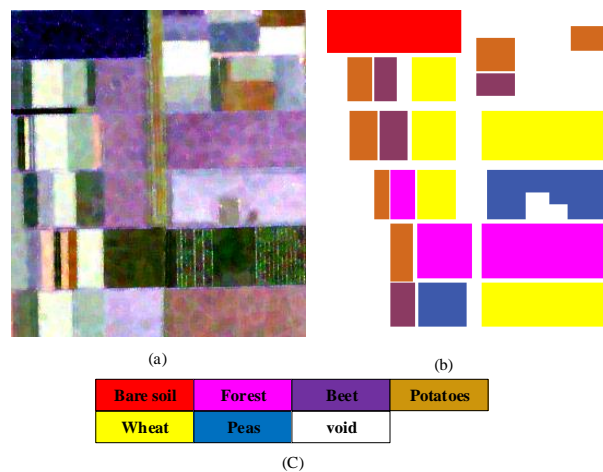 (a)
(b)
Bare soil Forest Beet Potatoes
Wheat Peas void
(C)